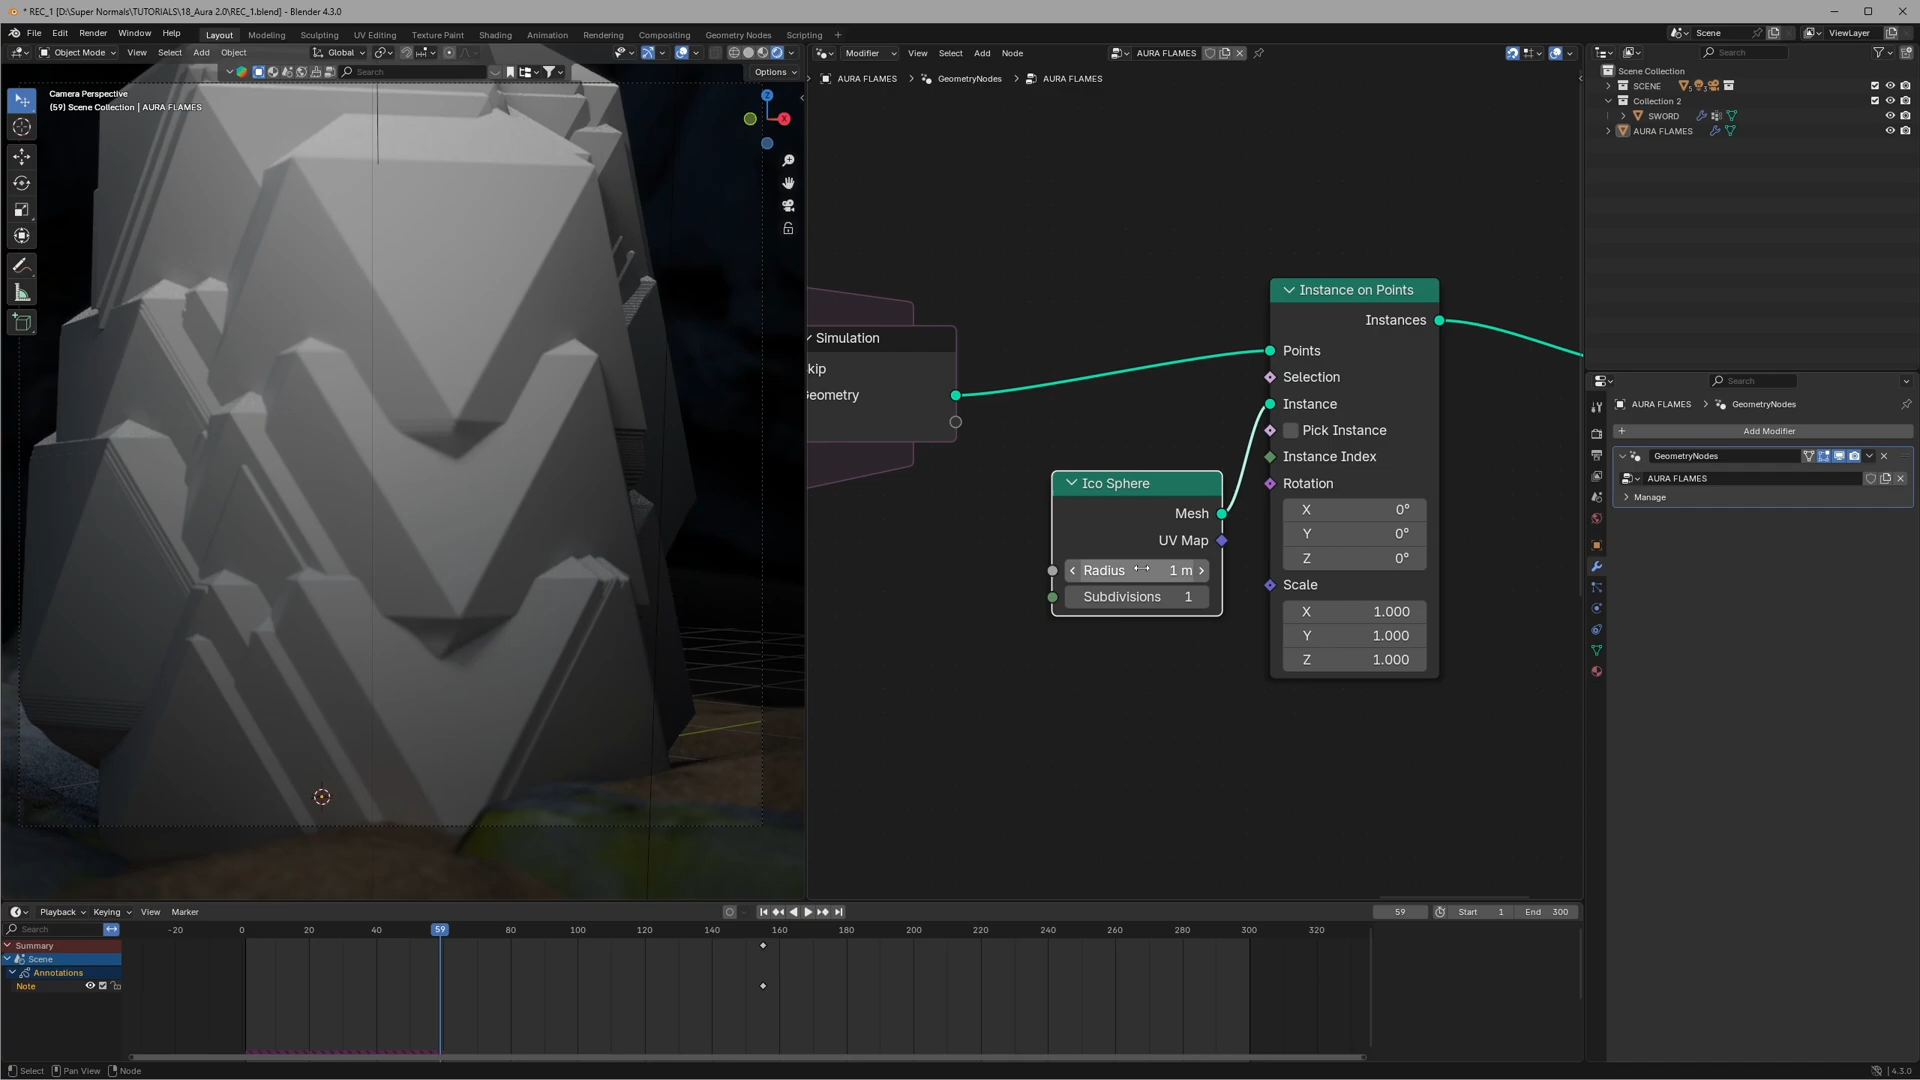 * REC_1 [D:\Super Normals\TUTORIALS\18_Aura 2.0\REC_1.blend] - Blender 4.3.0
File Edit Render Window Help Layout Modeling Sculpting UV Editing Texture Paint Shading Animation Rendering Compositing Geometry Nodes Scripting + Scene ViewLayer
Object Mode View Select Add Object Global
Modifier View Select Add Node AURA FLAMES
Search
Search Options
AURA FLAMES > GeometryNodes > AURA FLAMES
Camera Perspective
(59) Scene Collection | AURA FLAMES
Z
X
Scene Collection
SCENE 5 3
Collection 2
SWORD
AURA FLAMES
Simulation
kip
Geometry
Ico Sphere
Mesh
UV Map
Radius 1 m
Subdivisions 1
Instance on Points
Instances
Points
Selection
Instance
Pick Instance
Instance Index
Rotation
X 0°
Y 0°
Z 0°
Scale
X 1.000
Y 1.000
Z 1.000
Search
AURA FLAMES > GeometryNodes
+ Add Modifier
GeometryNodes
AURA FLAMES
Manage
Playback Keying View Marker 59 Start 1 End 300
Search
-20 0 20 40 59 80 100 120 140 160 180 200 220 240 260 280 300 320
Summary
Scene
Annotations
Note
Select Pan View Node 4.3.0